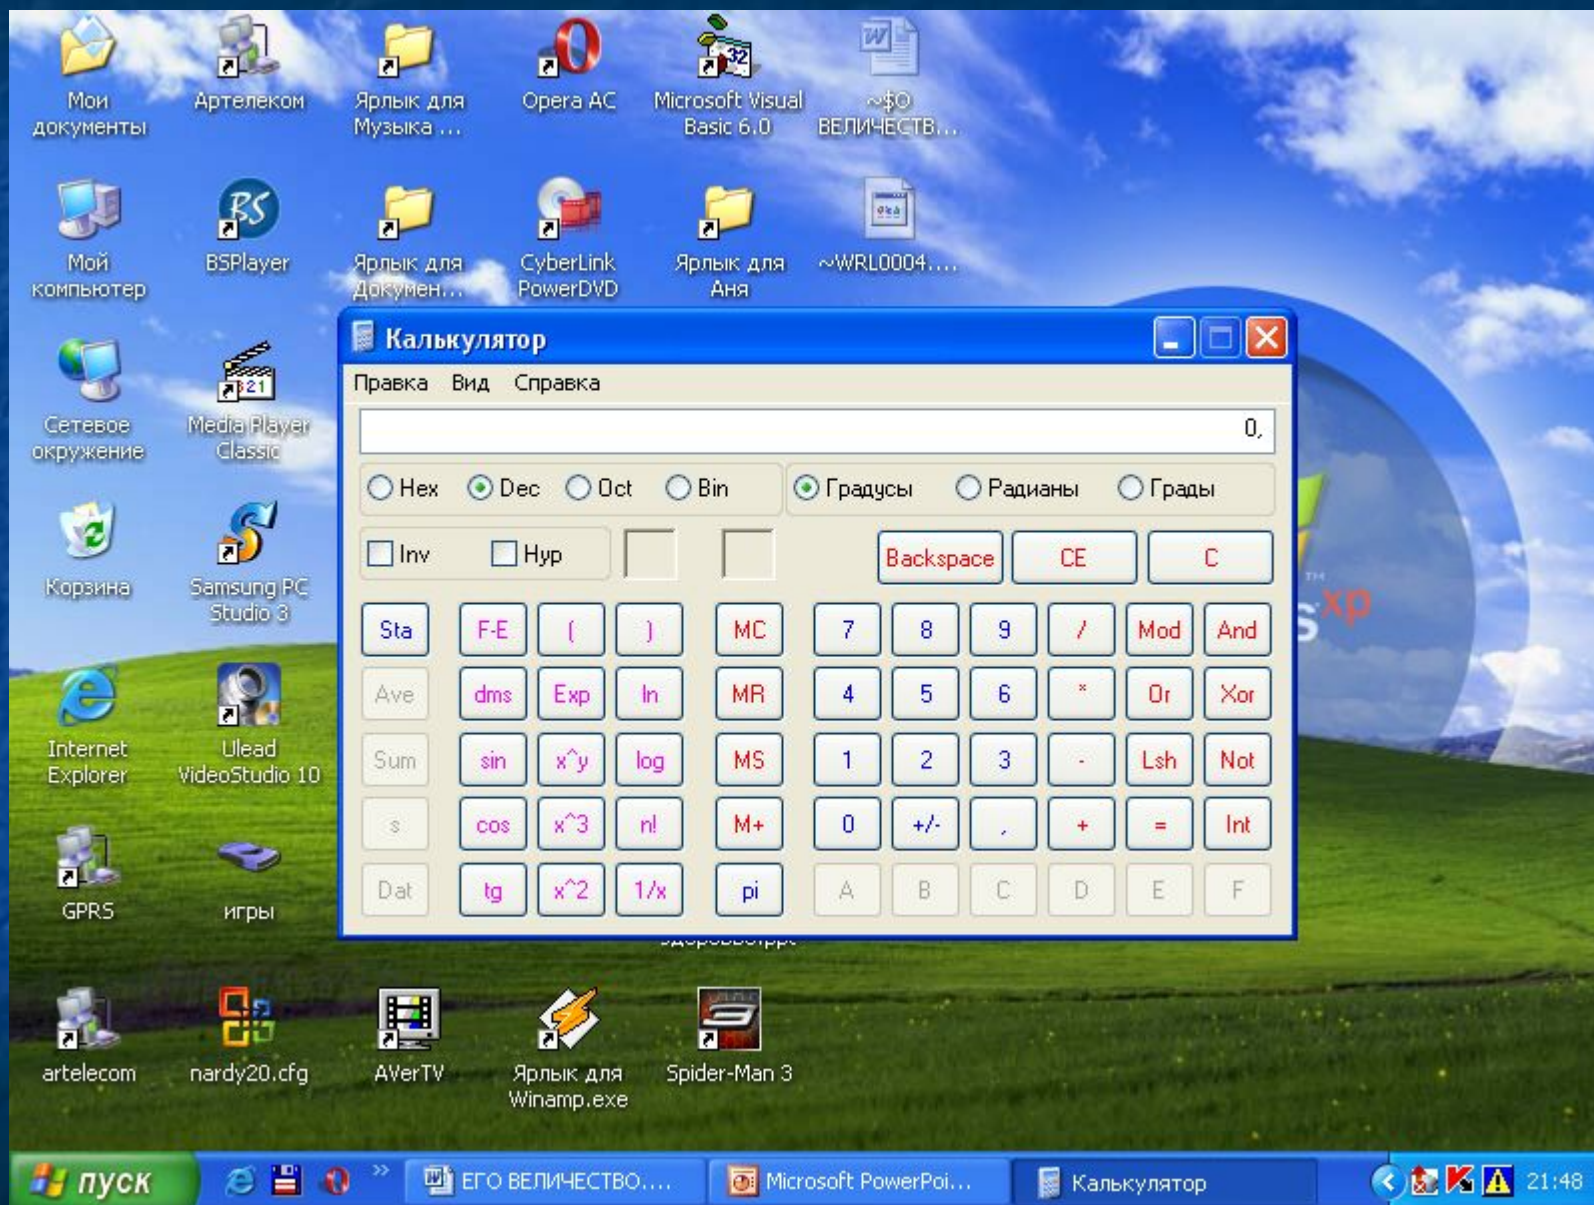 Мои документы
Артелеком
Ярлык для Музыка ...
Opera AC
Microsoft Visual Basic 6.0
~$О ВЕЛИЧЕСТВ...
Мой компьютер
BSPlayer
Ярлык для Докумен...
CyberLink PowerDVD
Ярлык для Аня
~WRL0004....
Сетевое окружение
Media Player Classic
Корзина
Samsung PC Studio 3
Internet Explorer
Ulead VideoStudio 10
GPRS
игры
Калькулятор
Правка Вид Справка
0,
Hex Dec Oct Bin Градусы Радианы Грады
Inv Hyp Backspace CE C
Sta F-E ( ) MC 7 8 9 / Mod And
Ave dms Exp ln MR 4 5 6 * Or Xor
Sum sin x^y log MS 1 2 3 - Lsh Not
s cos x^3 n! M+ 0 +/- , + = Int
Dat tg x^2 1/x pi A B C D E F
xp
artelecom
nardy20.cfg
AVerTV
Ярлык для Winamp.exe
Spider-Man 3
пуск
ЕГО ВЕЛИЧЕСТВО....
Microsoft PowerPoi...
Калькулятор
21:48